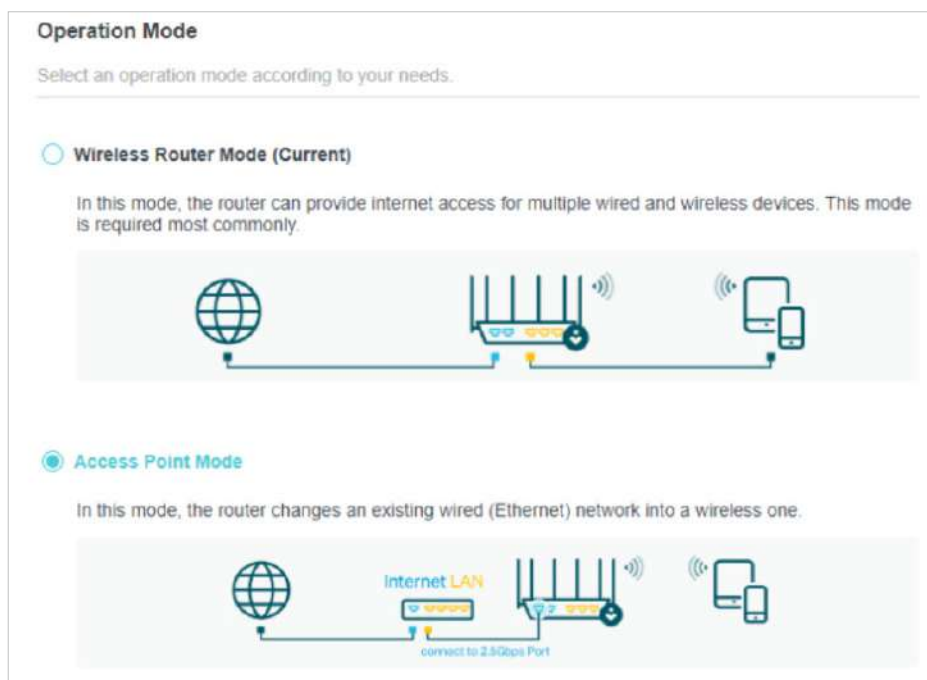 Operation Mode
Select an operation mode according to your needs.
Wireless Router Mode (Current)
In this mode, the router can provide internet access for multiple wired and wireless devices. This mode
is required most commonly.
Access Point Mode
In this mode, the router changes an existing wired (Ethernet) network into a wireless one.
Internet LAN
connect to 2.5Gbps Port